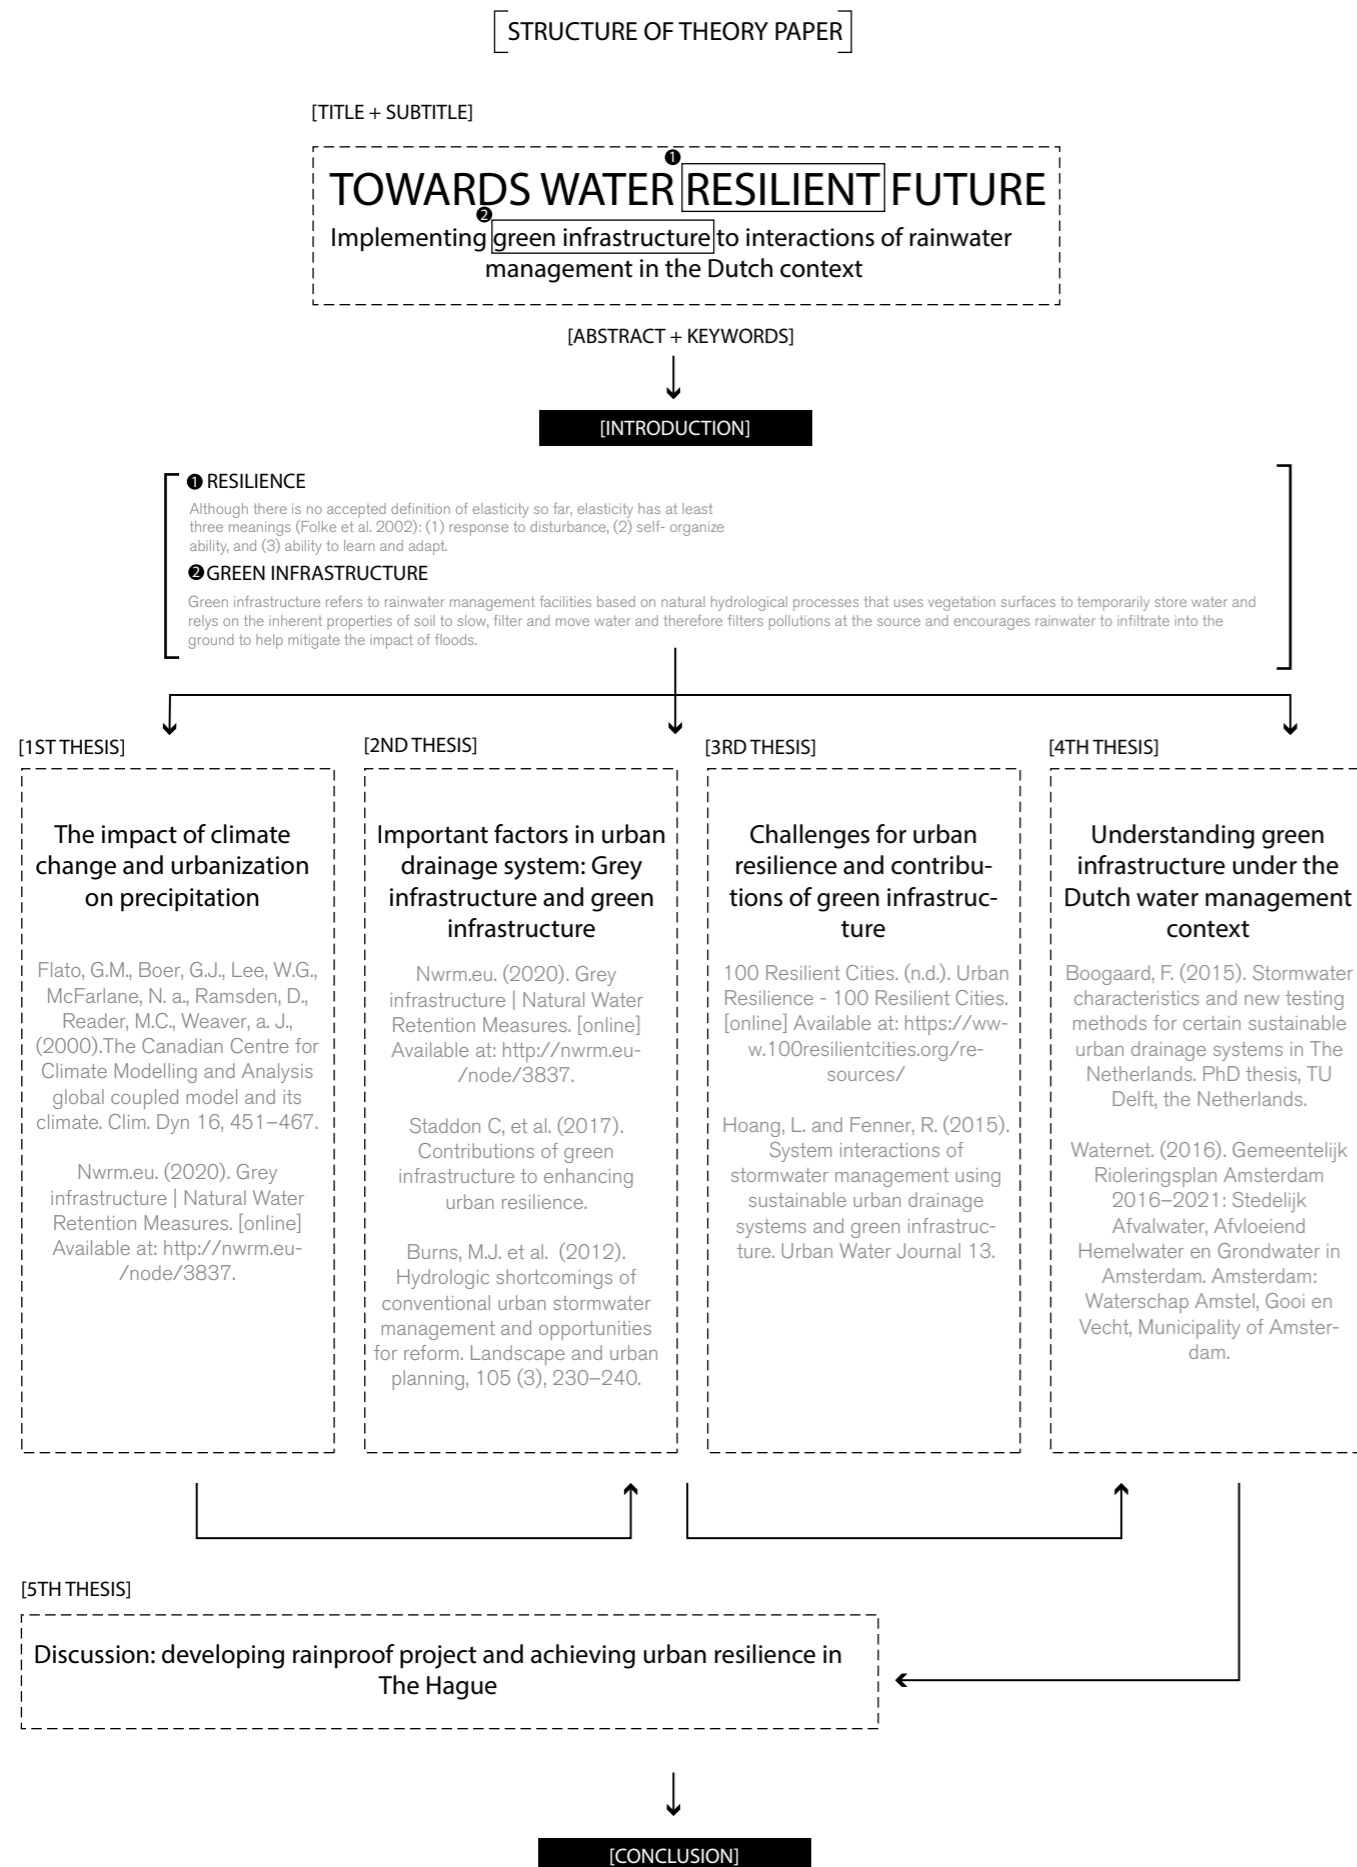 [STRUCTURE OF THEORY PAPER]
[TITLE + SUBTITLE]
TOWARDS WATER ❶ RESILIENT FUTURE
Implementing ❷ green infrastructure to interactions of rainwater
management in the Dutch context
[ABSTRACT + KEYWORDS]
[INTRODUCTION]
❶ RESILIENCE
Although there is no accepted definition of elasticity so far, elasticity has at least
three meanings (Folke et al. 2002): (1) response to disturbance, (2) self- organize
ability, and (3) ability to learn and adapt.
❷ GREEN INFRASTRUCTURE
Green infrastructure refers to rainwater management facilities based on natural hydrological processes that uses vegetation surfaces to temporarily store water and
relies on the inherent properties of soil to slow, filter and move water and therefore filters pollutions at the source and encourages rainwater to infiltrate into the
ground to help mitigate the impact of floods.
[1ST THESIS]
The impact of climate
change and urbanization
on precipitation
Flato, G.M., Boer, G.J., Lee, W.G.,
McFarlane, N. a., Ramsden, D.,
Reader, M.C., Weaver, a. J.,
(2000).The Canadian Centre for
Climate Modelling and Analysis
global coupled model and its
climate. Clim. Dyn 16, 451–467.
Nwrm.eu. (2020). Grey
infrastructure | Natural Water
Retention Measures. [online]
Available at: http://nwrm.eu-
/node/3837.
[2ND THESIS]
Important factors in urban
drainage system: Grey
infrastructure and green
infrastructure
Nwrm.eu. (2020). Grey
infrastructure | Natural Water
Retention Measures. [online]
Available at: http://nwrm.eu-
/node/3837.
Staddon C, et al. (2017).
Contributions of green
infrastructure to enhancing
urban resilience.
Burns, M.J. et al. (2012).
Hydrologic shortcomings of
conventional urban stormwater
management and opportunities
for reform. Landscape and urban
planning, 105 (3), 230–240.
[3RD THESIS]
Challenges for urban
resilience and contribu-
tions of green infrastruc-
ture
100 Resilient Cities. (n.d.). Urban
Resilience - 100 Resilient Cities.
[online] Available at: https://ww-
w.100resilientcities.org/re-
sources/
Hoang, L. and Fenner, R. (2015).
System interactions of
stormwater management using
sustainable urban drainage
systems and green infrastruc-
ture. Urban Water Journal 13.
[4TH THESIS]
Understanding green
infrastructure under the
Dutch water management
context
Boogaard, F. (2015). Stormwater
characteristics and new testing
methods for certain sustainable
urban drainage systems in The
Netherlands. PhD thesis, TU
Delft, the Netherlands.
Waternet. (2016). Gemeentelijk
Rioleringsplan Amsterdam
2016–2021: Stedelijk
Afvalwater, Afvloeiend
Hemelwater en Grondwater in
Amsterdam. Amsterdam:
Waterschap Amstel, Gooi en
Vecht, Municipality of Amster-
dam.
[5TH THESIS]
Discussion: developing rainproof project and achieving urban resilience in
The Hague
[CONCLUSION]